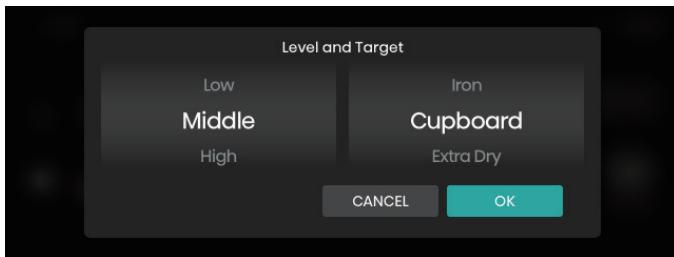 Level and Target
Low Iron
Middle Cupboard
High Extra Dry
CANCEL OK